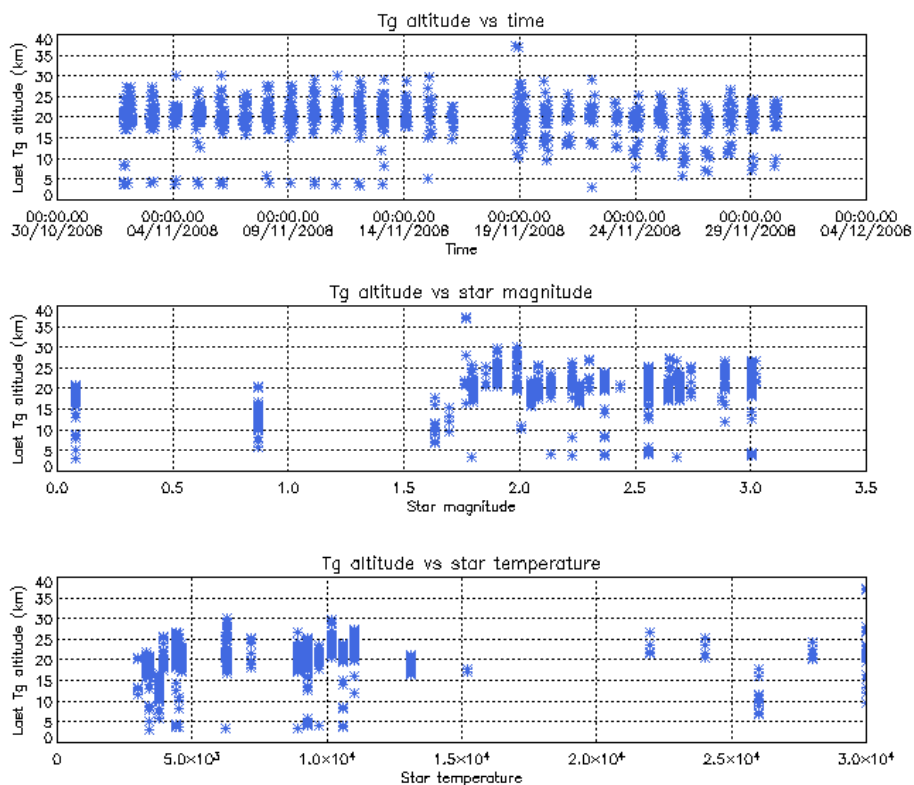 Tg altitude vs time
Last Tg altitude (km)
40
35
30
25
20
15
10
5
0
00:00.00 00:00.00 00:00.00 00:00.00 00:00.00 00:00.00 00:00.00 00:00.00
30/10/2008 04/11/2008 09/11/2008 14/11/2008 19/11/2008 24/11/2008 29/11/2008 04/12/2008
Time
Tg altitude vs star magnitude
Last Tg altitude (km)
40
35
30
25
20
15
10
5
0
0.0 0.5 1.0 1.5 2.0 2.5 3.0 3.5
Star magnitude
Tg altitude vs star temperature
Last Tg altitude (km)
40
35
30
25
20
15
10
5
0
0 5.0×10³ 1.0×10⁴ 1.5×10⁴ 2.0×10⁴ 2.5×10⁴ 3.0×10⁴
Star temperature